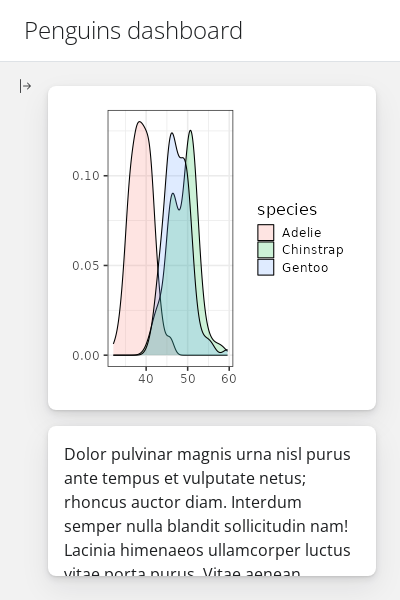 Penguins dashboard
0.10
0.05
0.00
40 50 60
species
Adelie
Chinstrap
Gentoo
Dolor pulvinar magnis urna nisl purus
ante tempus et vulputate netus;
rhoncus auctor diam. Interdum
semper nulla blandit sollicitudin nam!
Lacinia himenaeos ullamcorper luctus
vitae porta purus. Vitae aenean